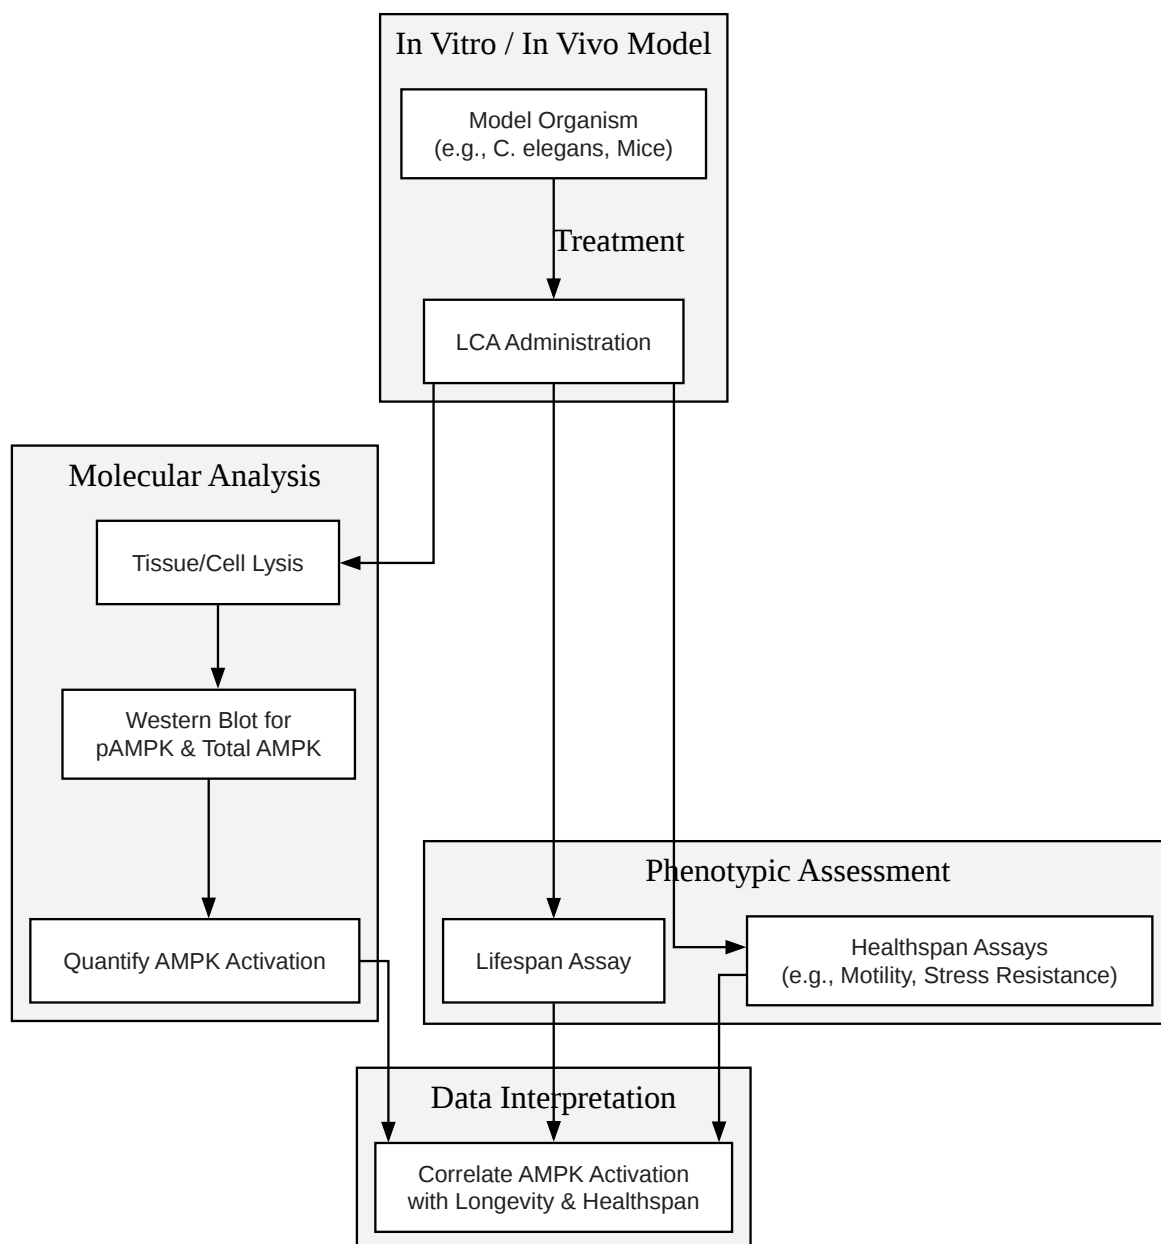 In Vitro / In Vivo Model
Model Organism
(e.g., C. elegans, Mice)
Treatment
LCA Administration
Molecular Analysis
Tissue/Cell Lysis
Western Blot for
pAMPK & Total AMPK
Quantify AMPK Activation
Phenotypic Assessment
Lifespan Assay
Healthspan Assays
(e.g., Motility, Stress Resistance)
Data Interpretation
Correlate AMPK Activation
with Longevity & Healthspan